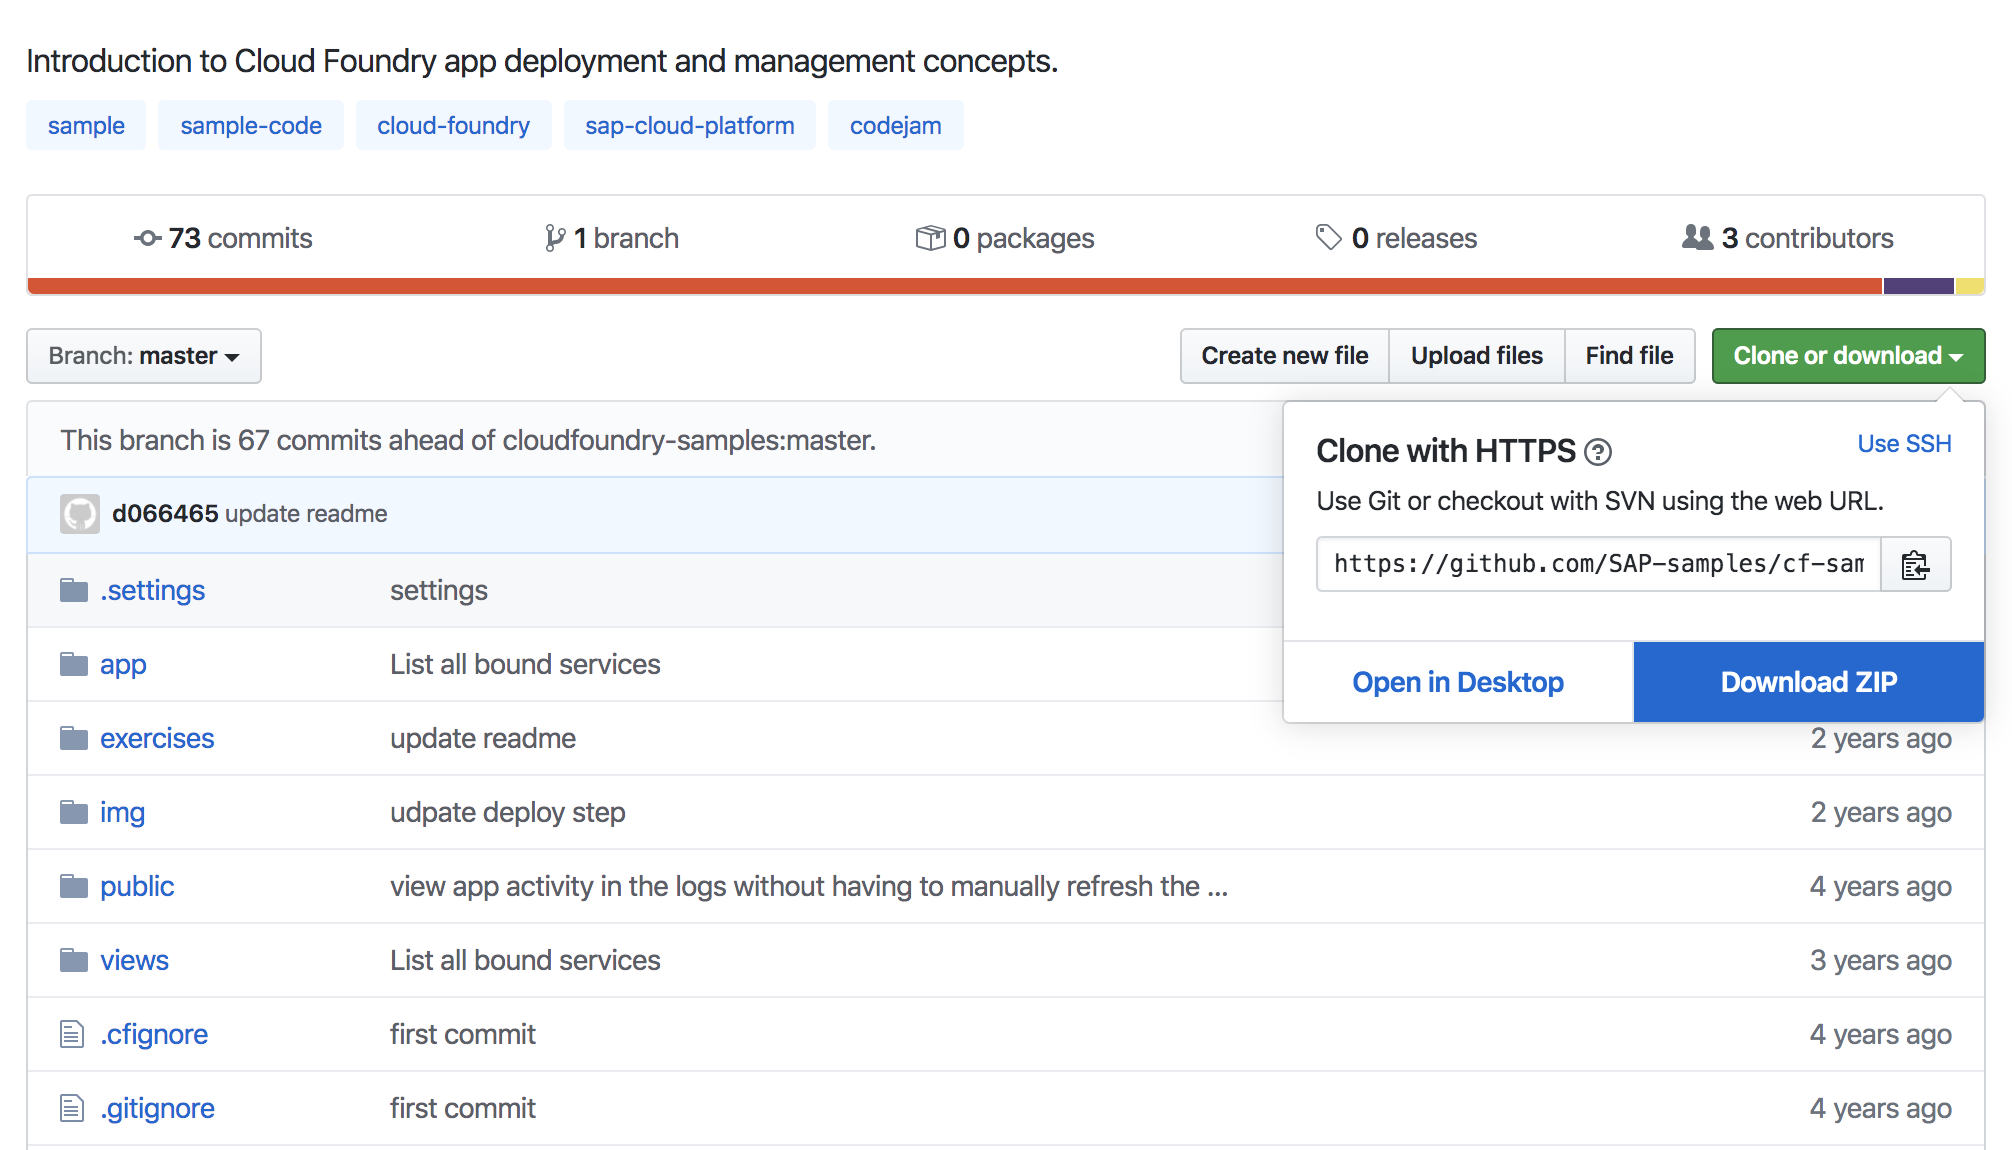 Introduction to Cloud Foundry app deployment and management concepts.
sample sample-code cloud-foundry sap-cloud-platform codejam
73 commits 1 branch 0 packages 0 releases 3 contributors
Branch: master Create new file Upload files Find file Clone or download
This branch is 67 commits ahead of cloudfoundry-samples:master.
Clone with HTTPS ? Use SSH
Use Git or checkout with SVN using the web URL.
https://github.com/SAP-samples/cf-sam
Open in Desktop Download ZIP
d066465 update readme
.settings settings
app List all bound services
exercises update readme 2 years ago
img udpate deploy step 2 years ago
public view app activity in the logs without having to manually refresh the ... 4 years ago
views List all bound services 3 years ago
.cfignore first commit 4 years ago
.gitignore first commit 4 years ago